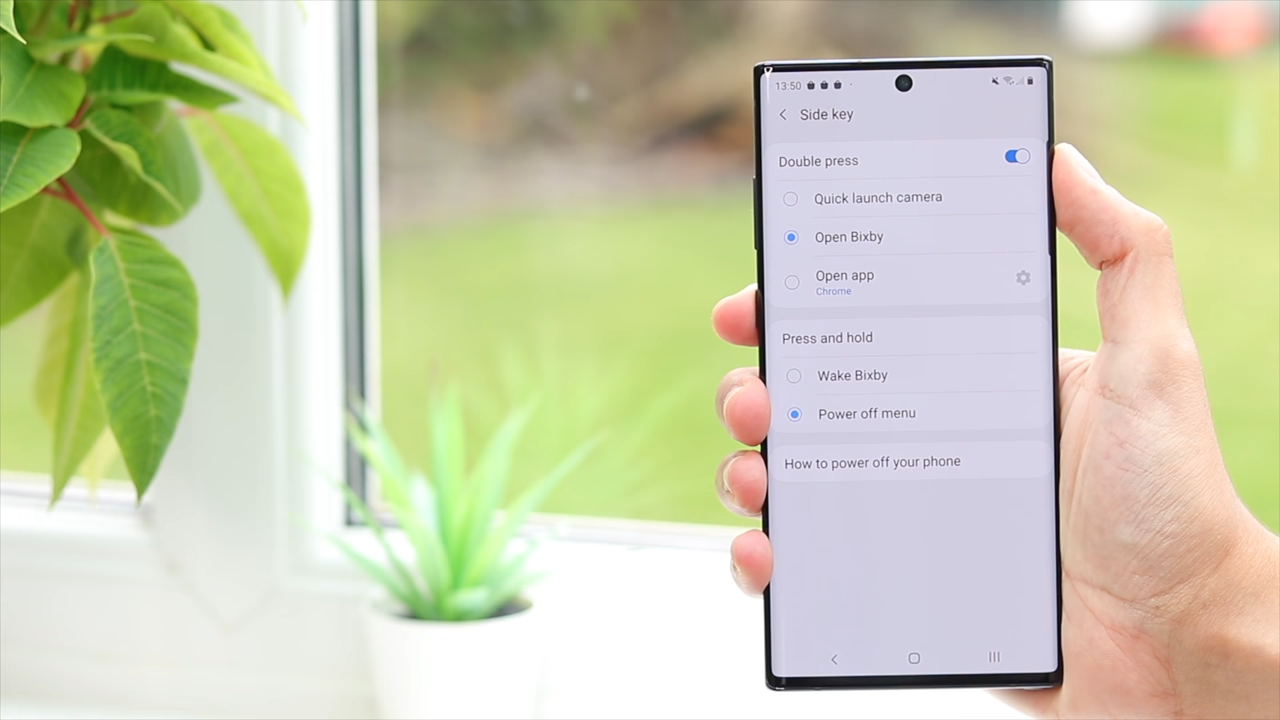 13:50
Side key
Double press
Quick launch camera
Open Bixby
Open app
Chrome
Press and hold
Wake Bixby
Power off menu
How to power off your phone